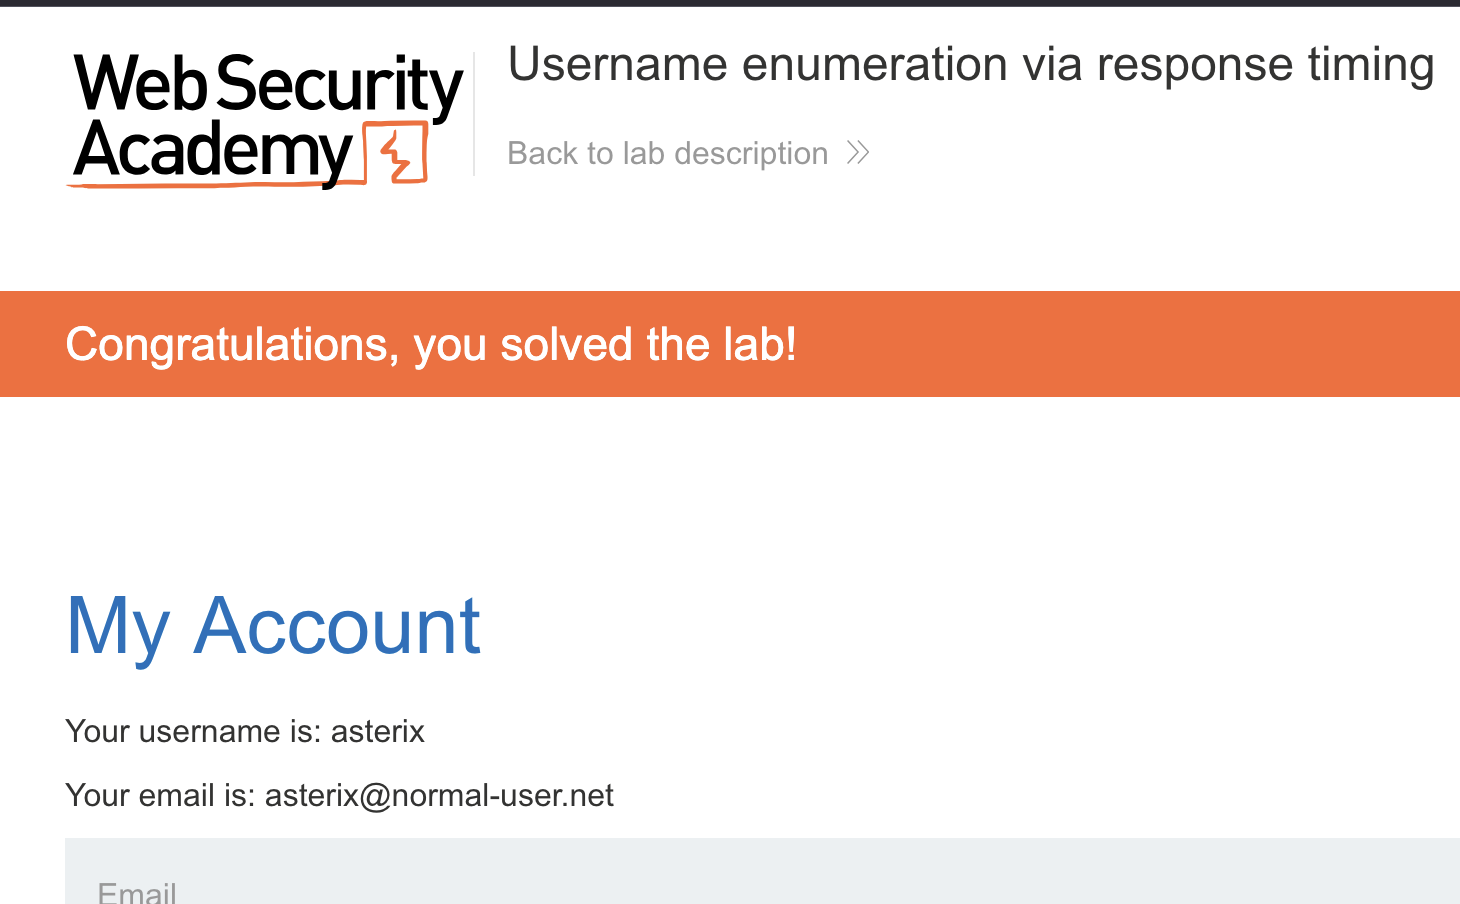 Web Security
Academy
Username enumeration via response timing
Back to lab description
Congratulations, you solved the lab!
My Account
Your username is: asterix
Your email is: asterix@normal-user.net
Email